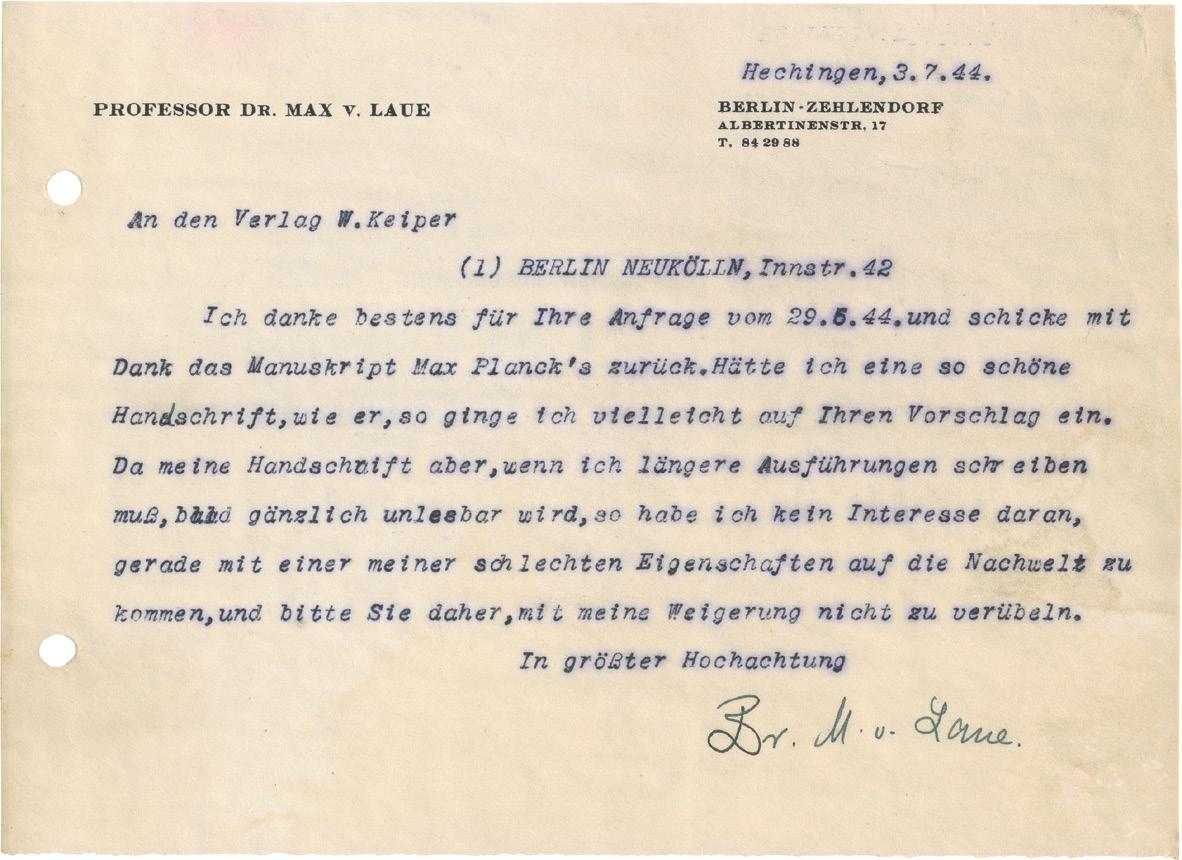 Hechingen,3.7.44.
PROFESSOR DR. MAX V. LAUE
BERLIN-ZEHLENDORF
ALBERTINENSTR. 17
T. 84 29 88
An den Verlag W.Keiper
(1) BERLIN NEUKÖLLN,Innstr.42
Ich danke bestens für Ihre Anfrage vom 29.5.44.und schicke mit
Dank das Manuskript Max Planck's zurück.Hätte ich eine so schöne
Handschrift,wie er,so ginge ich vielleicht auf Ihren Vorschlag ein.
Da meine Handschrift aber,wenn ich längere Ausführungen schreiben
muß,bald gänzlich unlesbar wird,so habe ich kein Interesse daran,
gerade mit einer meiner schlechten Eigenschaften auf die Nachwelt zu
kommen,und bitte Sie daher,mit meine Weigerung nicht zu verübeln.
In größter Hochachtung
Dr. M. v. Laue.